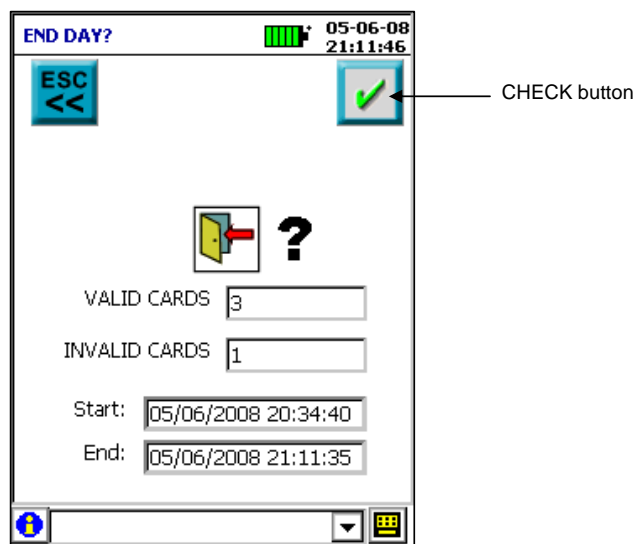 END DAY?
05-06-08
21:11:46
ESC
<<
CHECK button
?
VALID CARDS 3
INVALID CARDS 1
Start: 05/06/2008 20:34:40
End: 05/06/2008 21:11:35